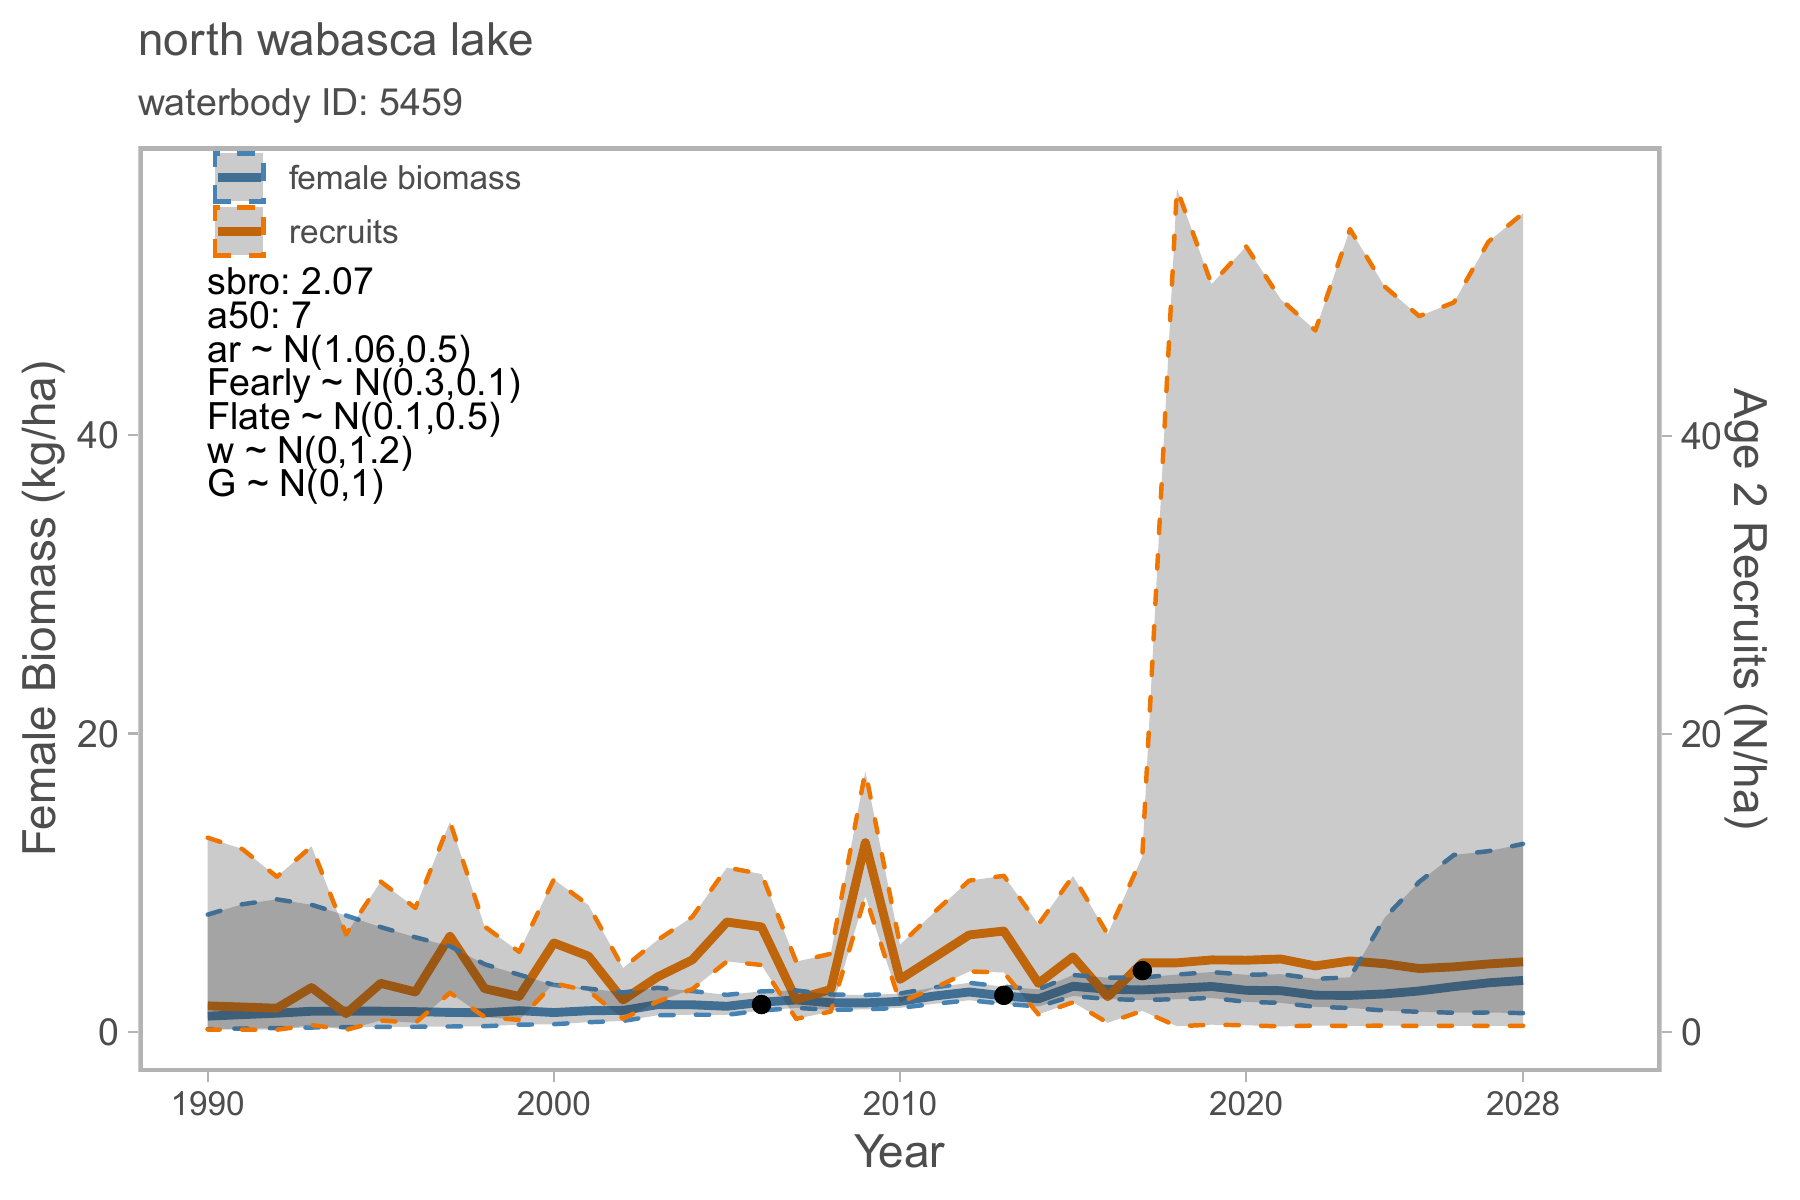 north wabasca lake
waterbody ID: 5459
female biomass
recruits
sbro: 2.07
a50: 7
ar ~ N(1.06,0.5)
Fearly ~ N(0.3,0.1)
Flate ~ N(0.1,0.5)
w ~ N(0,1.2)
G ~ N(0,1)
Female Biomass (kg/ha)
40
20
0
40
20
0
Age 2 Recruits (N/ha)
1990 2000 2010 2020 2028
Year